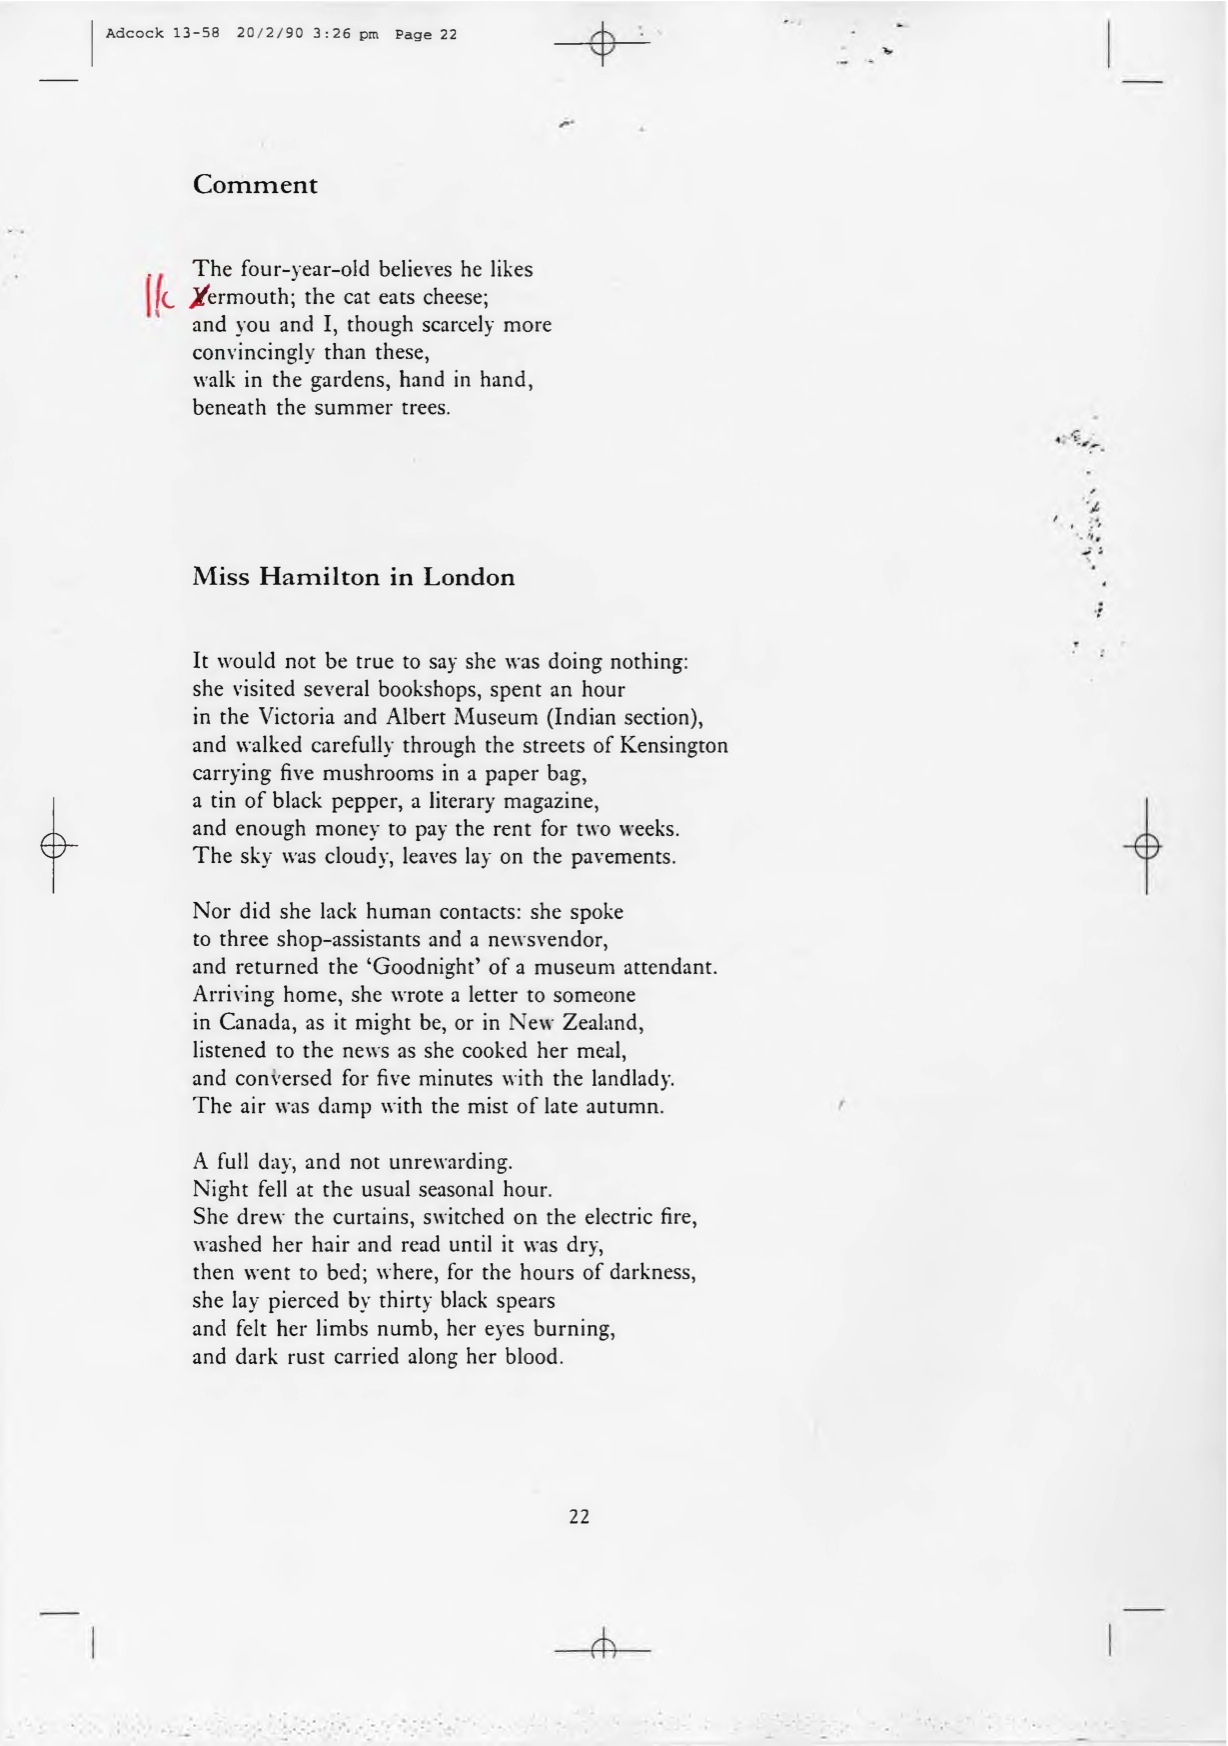 Adcock 13-58 20/2/90 3:26 pm Page 22
Comment
The four-year-old believes he likes
llc Vermouth; the cat eats cheese;
and you and I, though scarcely more
convincingly than these,
walk in the gardens, hand in hand,
beneath the summer trees.
Miss Hamilton in London
It would not be true to say she was doing nothing:
she visited several bookshops, spent an hour
in the Victoria and Albert Museum (Indian section),
and walked carefully through the streets of Kensington
carrying five mushrooms in a paper bag,
a tin of black pepper, a literary magazine,
and enough money to pay the rent for two weeks.
The sky was cloudy, leaves lay on the pavements.
Nor did she lack human contacts: she spoke
to three shop-assistants and a newsvendor,
and returned the ‘Goodnight’ of a museum attendant.
Arriving home, she wrote a letter to someone
in Canada, as it might be, or in New Zealand,
listened to the news as she cooked her meal,
and conversed for five minutes with the landlady.
The air was damp with the mist of late autumn.
A full day, and not unrewarding.
Night fell at the usual seasonal hour.
She drew the curtains, switched on the electric fire,
washed her hair and read until it was dry,
then went to bed; where, for the hours of darkness,
she lay pierced by thirty black spears
and felt her limbs numb, her eyes burning,
and dark rust carried along her blood.
22